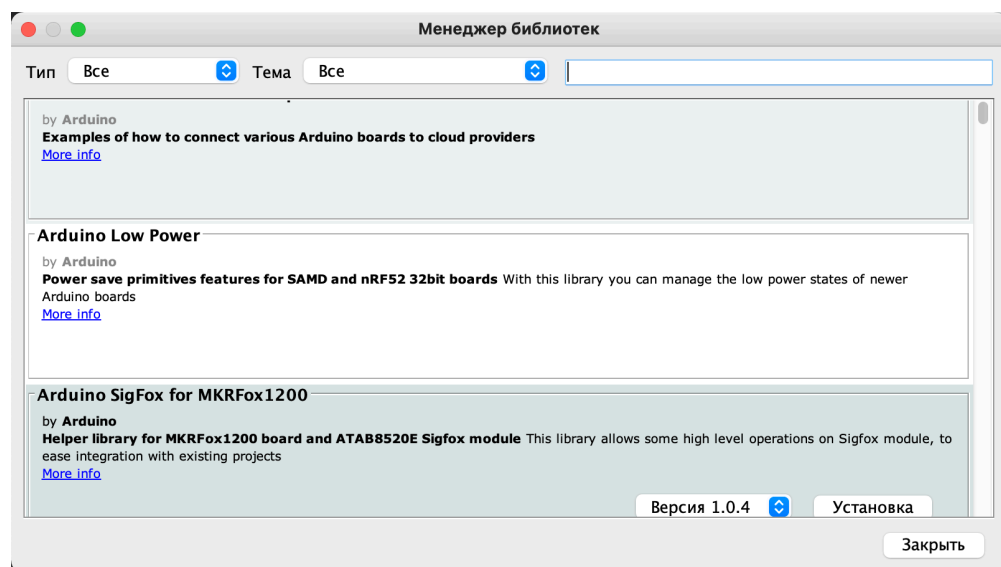 Менеджер библиотек
Тип Все Тема Все
by Arduino
Examples of how to connect various Arduino boards to cloud providers
More info
Arduino Low Power
by Arduino
Power save primitives features for SAMD and nRF52 32bit boards With this library you can manage the low power states of newer
Arduino boards
More info
Arduino SigFox for MKRFox1200
by Arduino
Helper library for MKRFox1200 board and ATAB8520E Sigfox module This library allows some high level operations on Sigfox module, to
ease integration with existing projects
More info
Версия 1.0.4 Установка
Закрыть